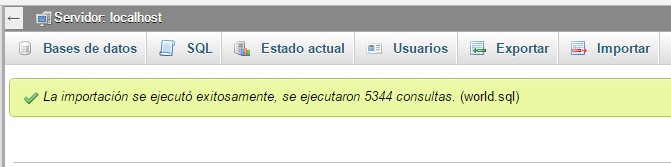 Servidor: localhost
Bases de datos SQL Estado actual Usuarios Exportar Importar
La importación se ejecutó exitosamente, se ejecutaron 5344 consultas. (world.sql)